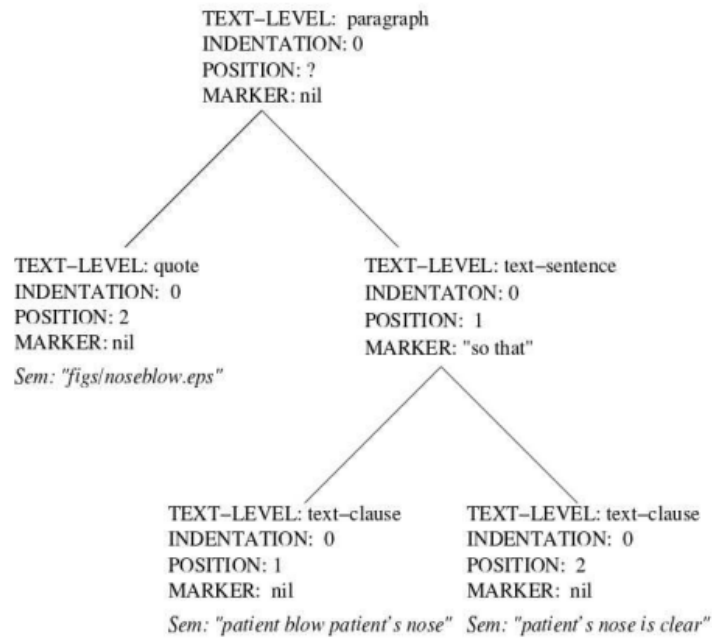 TEXT–LEVEL: paragraph
INDENTATION: 0
POSITION: ?
MARKER: nil
TEXT–LEVEL: quote
INDENTATION: 0
POSITION: 2
MARKER: nil
Sem: "figs/noseblow.eps"
TEXT–LEVEL: text–sentence
INDENTATON: 0
POSITION: 1
MARKER: "so that"
TEXT–LEVEL: text–clause
INDENTATION: 0
POSITION: 1
MARKER: nil
Sem: "patient blow patient's nose"
TEXT–LEVEL: text–clause
INDENTATION: 0
POSITION: 2
MARKER: nil
Sem: "patient's nose is clear"